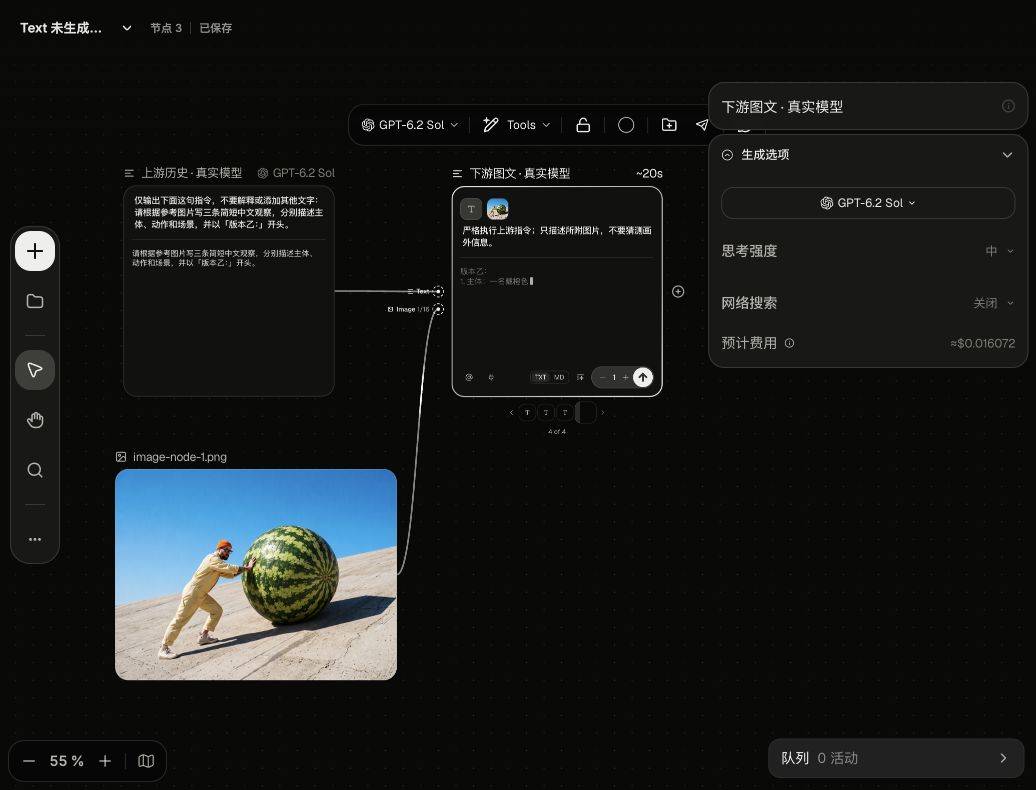 Text 未生成...
节点 3
已保存
GPT-6.2 Sol
Tools
下游图文 · 真实模型
生成选项
GPT-6.2 Sol
思考强度
中
网络搜索
关闭
预计费用
≈$0.016072
上游历史 · 真实模型
GPT-6.2 Sol
仅输出下面这句指令，不要解释或添加其他文字：
请根据参考图片写三条简短中文观察，分别描述主
体、动作和场景，并以「版本乙：」开头。
请根据参考图片写三条简短中文观察，分别描述主体、
动作和场景，并以「版本乙：」开头。
下游图文 · 真实模型
~20s
T
严格执行上游指令；只描述所附图片，不要猜测画
外信息。
版本乙：
1. 主体：一名戴橙色
Text
Image 1/16
TXT
MD
1
T
T
T
4 of 4
image-node-1.png
55 %
队列
0 活动